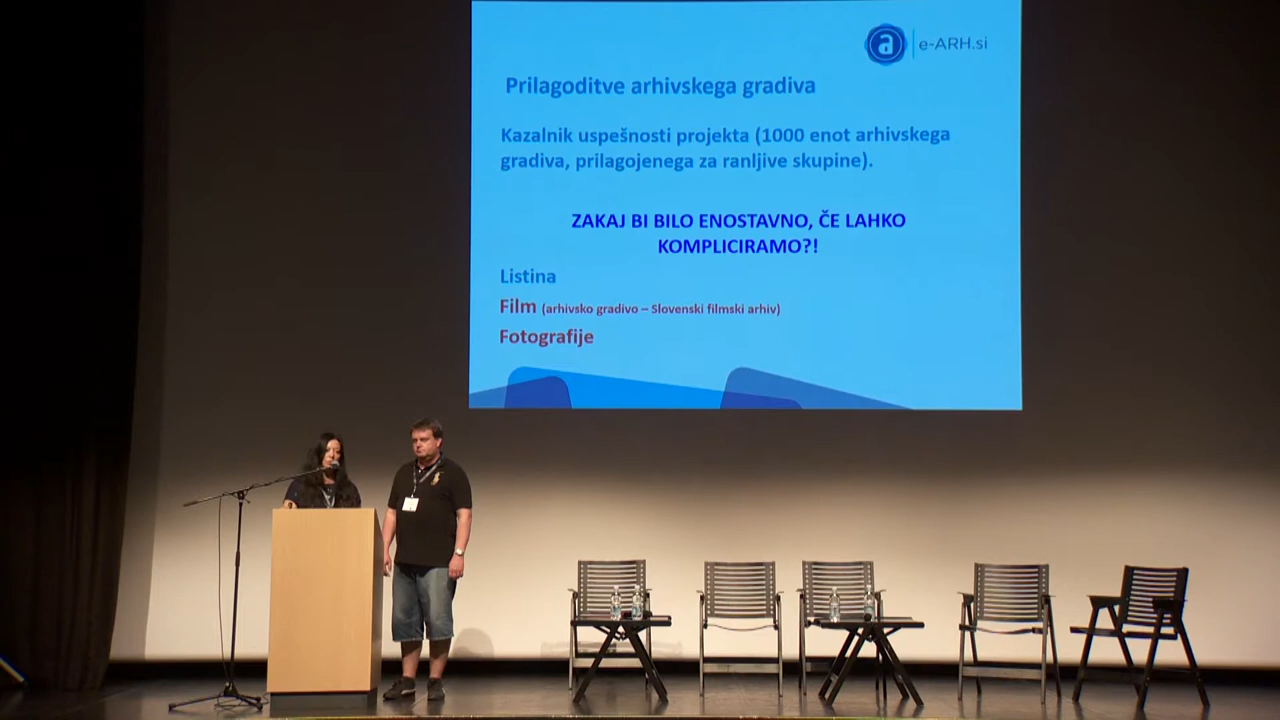 a e-ARH.si
Prilagoditve arhivskega gradiva
Kazalnik uspešnosti projekta (1000 enot arhivskega
gradiva, prilagojenega za ranljive skupine).
ZAKAJ BI BILO ENOSTAVNO, ČE LAHKO
KOMPLICIRAMO?!
Listina
Film (arhivsko gradivo – Slovenski filmski arhiv)
Fotografije